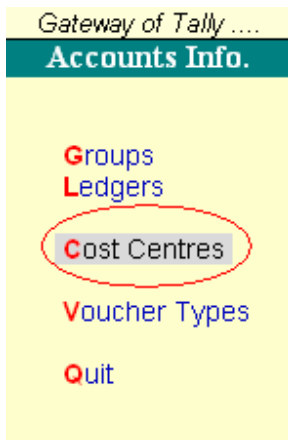 Gateway of Tally ....
Accounts Info.
Groups
Ledgers
Cost Centres
Voucher Types
Quit